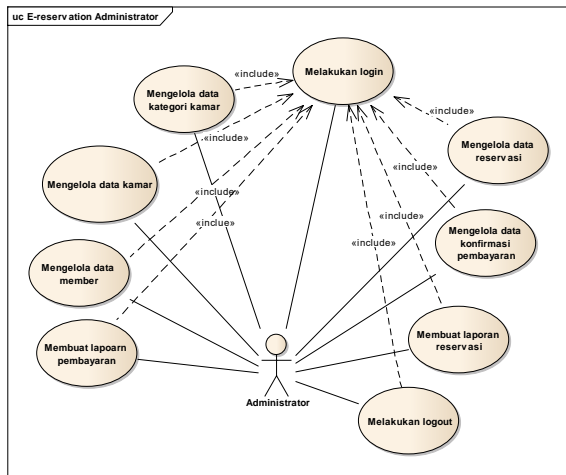 uc E-reservation Administrator
Melakukan login
Mengelola data
kategori kamar
«include»
«include»
Mengelola data
reservasi
«include»
«include»
Mengelola data kamar
«include»
«inclue»
Mengelola data
konfirmasi
pembayaran
«include»
«include»
Mengelola data
member
Membuat lapoarn
pembayaran
Membuat laporan
reservasi
Administrator
Melakukan logout